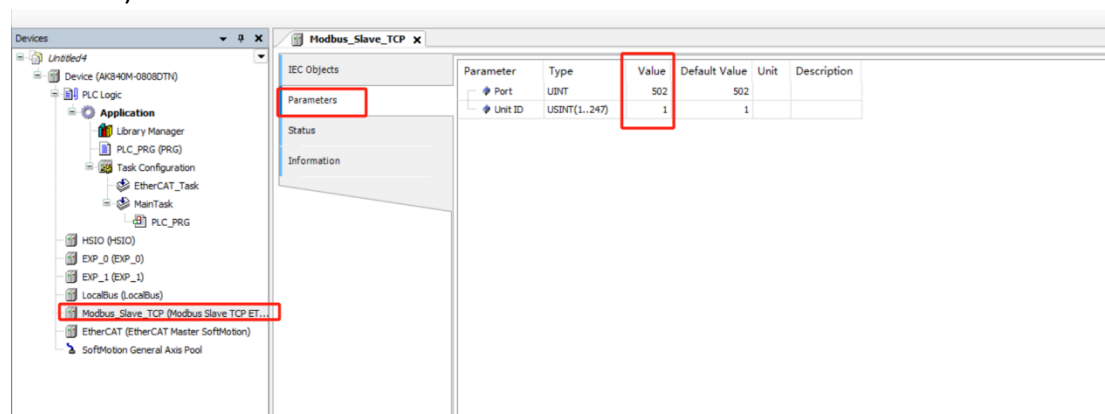 Devices
Modbus_Slave_TCP
Untitled4
Device (AK840M-0808DTN)
PLC Logic
Application
Library Manager
PLC_PRG (PRG)
Task Configuration
EtherCAT_Task
MainTask
PLC_PRG
HSIO (HSIO)
EXP_0 (EXP_0)
EXP_1 (EXP_1)
LocalBus (LocalBus)
Modbus_Slave_TCP (Modbus Slave TCP ET...
EtherCAT (EtherCAT Master SoftMotion)
SoftMotion General Axis Pool
IEC Objects
Parameters
Status
Information
Parameter Type Value Default Value Unit Description
Port UINT 502 502
Unit ID USINT(1..247) 1 1